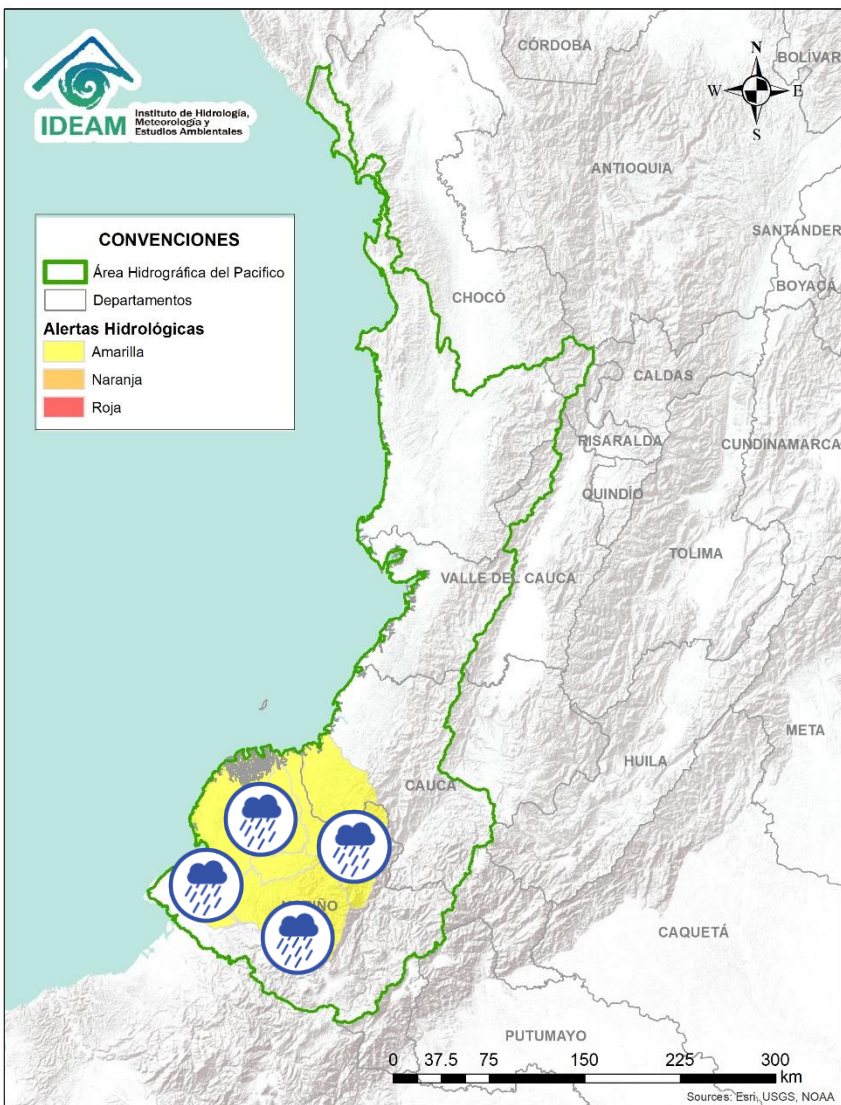 IDEAM
Instituto de Hidrología,
Meteorología y
Estudios Ambientales
N
W E
S
CÓRDOBA
BOLÍVAR
ANTIOQUIA
SANTANDER
BOYACÁ
CONVENCIONES
Área Hidrográfica del Pacifico
Departamentos
Alertas Hidrológicas
Amarilla
Naranja
Roja
CHOCÓ
CALDAS
RISARALDA
CUNDINAMARCA
QUINDÍO
TOLIMA
VALLE DEL CAUCA
META
HUILA
CAUCA
CAQUETÁ
PUTUMAYO
0 37.5 75 150 225 300
km
Sources: Esri, USGS, NOAA